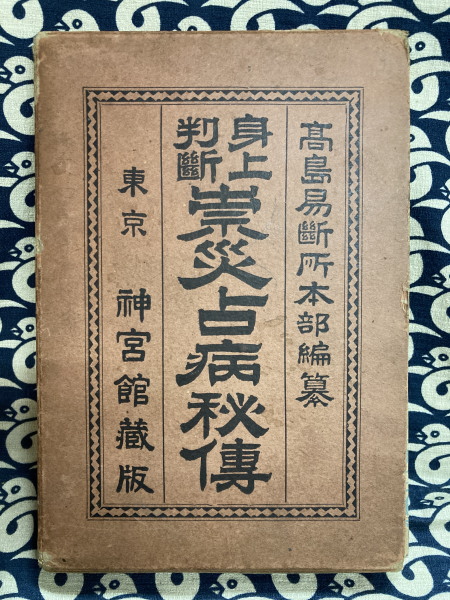 髙島易斷所本部編纂
身上判斷
祟災占病秘傳
東京 神宮館藏版